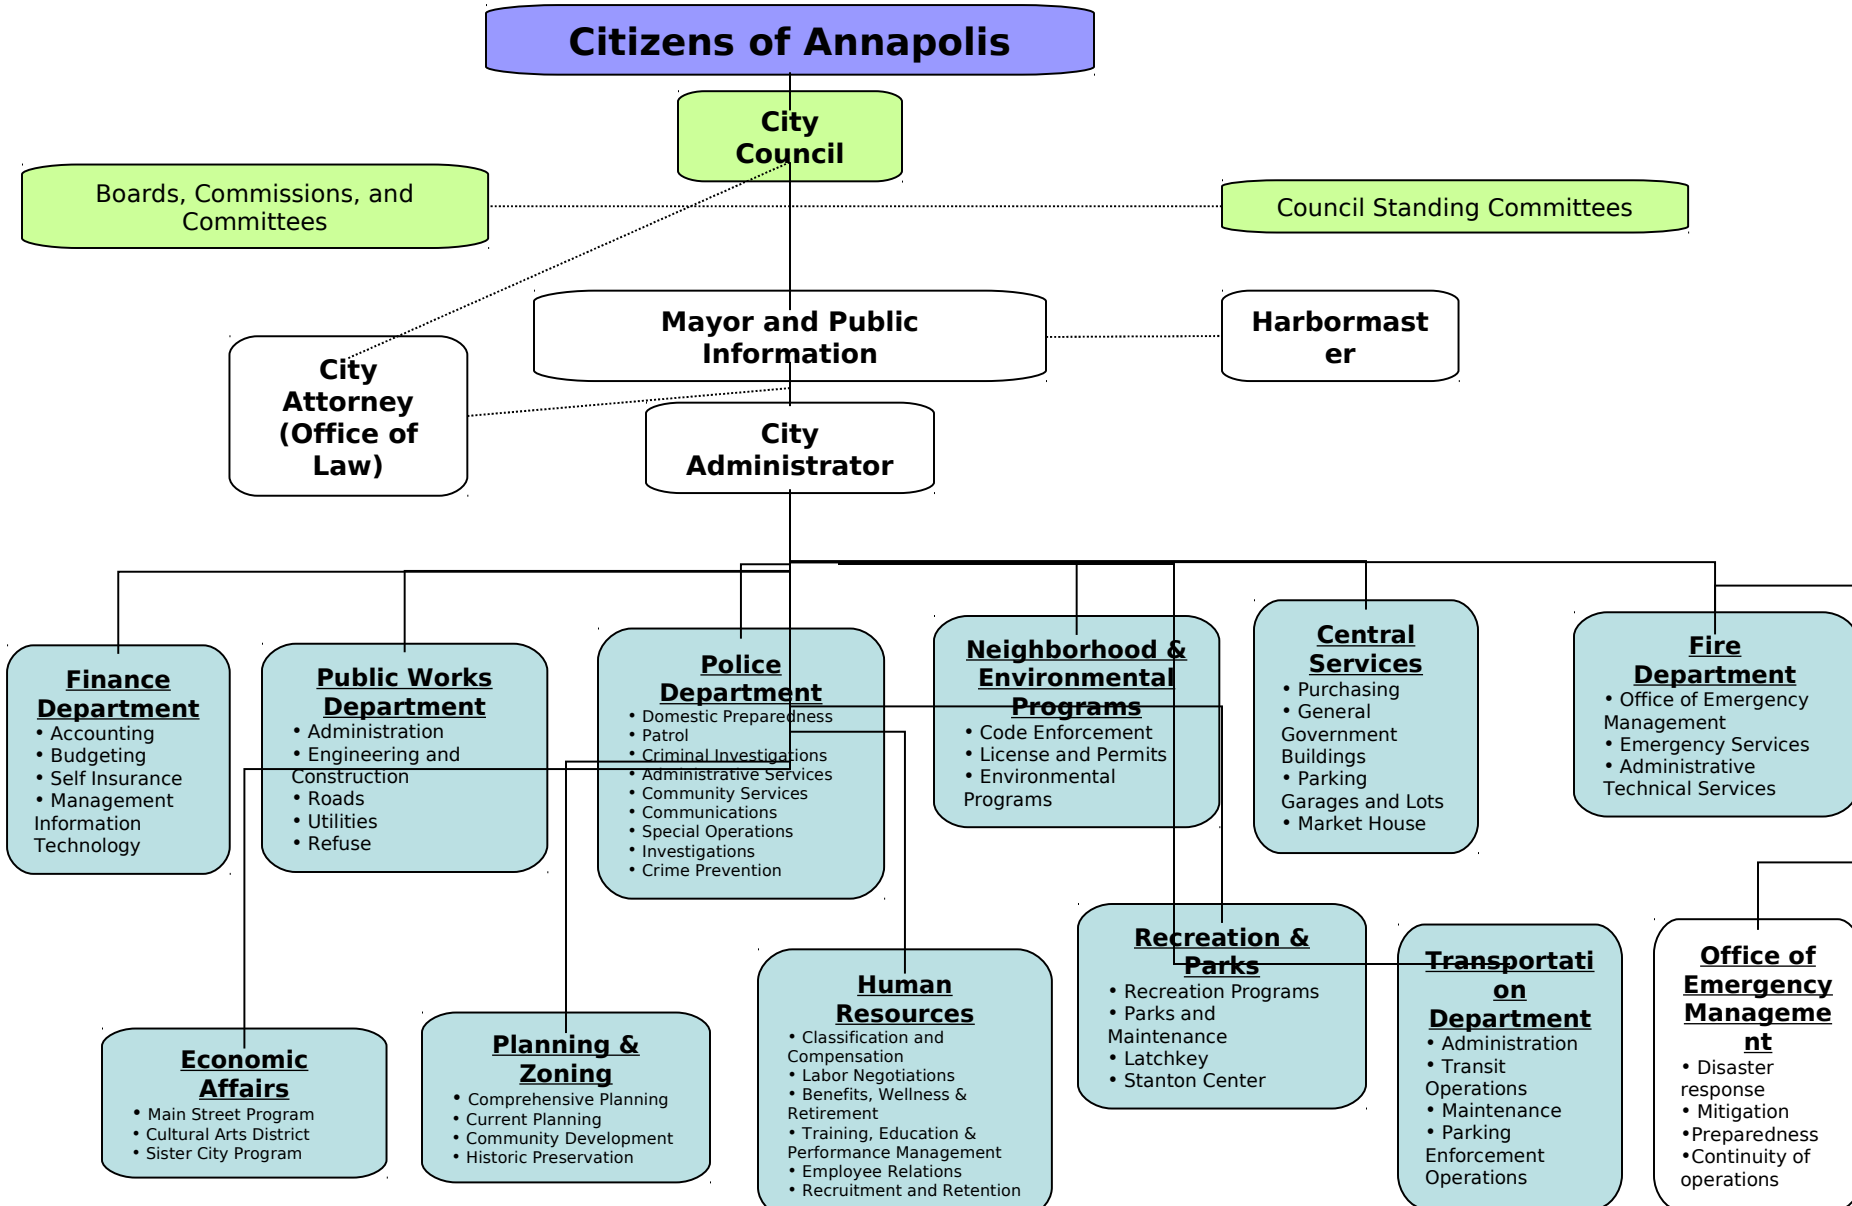 Citizens of Annapolis
City
Council
Boards, Commissions, and
Committees
Council Standing Committees
Mayor and Public
Information
Harbormast
er
City
Attorney
(Office of
Law)
City
Administrator
Finance
Department
• Accounting
• Budgeting
• Self Insurance
• Management
Information
Technology
Public Works
Department
• Administration
• Engineering and
Construction
• Roads
• Utilities
• Refuse
Police
Department
• Domestic Preparedness
• Patrol
• Criminal Investigations
• Administrative Services
• Community Services
• Communications
• Special Operations
• Investigations
• Crime Prevention
Neighborhood &
Environmental
Programs
• Code Enforcement
• License and Permits
• Environmental
Programs
Central
Services
• Purchasing
• General
Government
Buildings
• Parking
Garages and Lots
• Market House
Fire
Department
• Office of Emergency
Management
• Emergency Services
• Administrative
Technical Services
Economic
Affairs
• Main Street Program
• Cultural Arts District
• Sister City Program
Planning &
Zoning
• Comprehensive Planning
• Current Planning
• Community Development
• Historic Preservation
Human
Resources
• Classification and
Compensation
• Labor Negotiations
• Benefits, Wellness &
Retirement
• Training, Education &
Performance Management
• Employee Relations
• Recruitment and Retention
Recreation &
Parks
• Recreation Programs
• Parks and
Maintenance
• Latchkey
• Stanton Center
Transportati
on
Department
• Administration
• Transit
Operations
• Maintenance
• Parking
Enforcement
Operations
Office of
Emergency
Manageme
nt
• Disaster
response
• Mitigation
•Preparedness
•Continuity of
operations